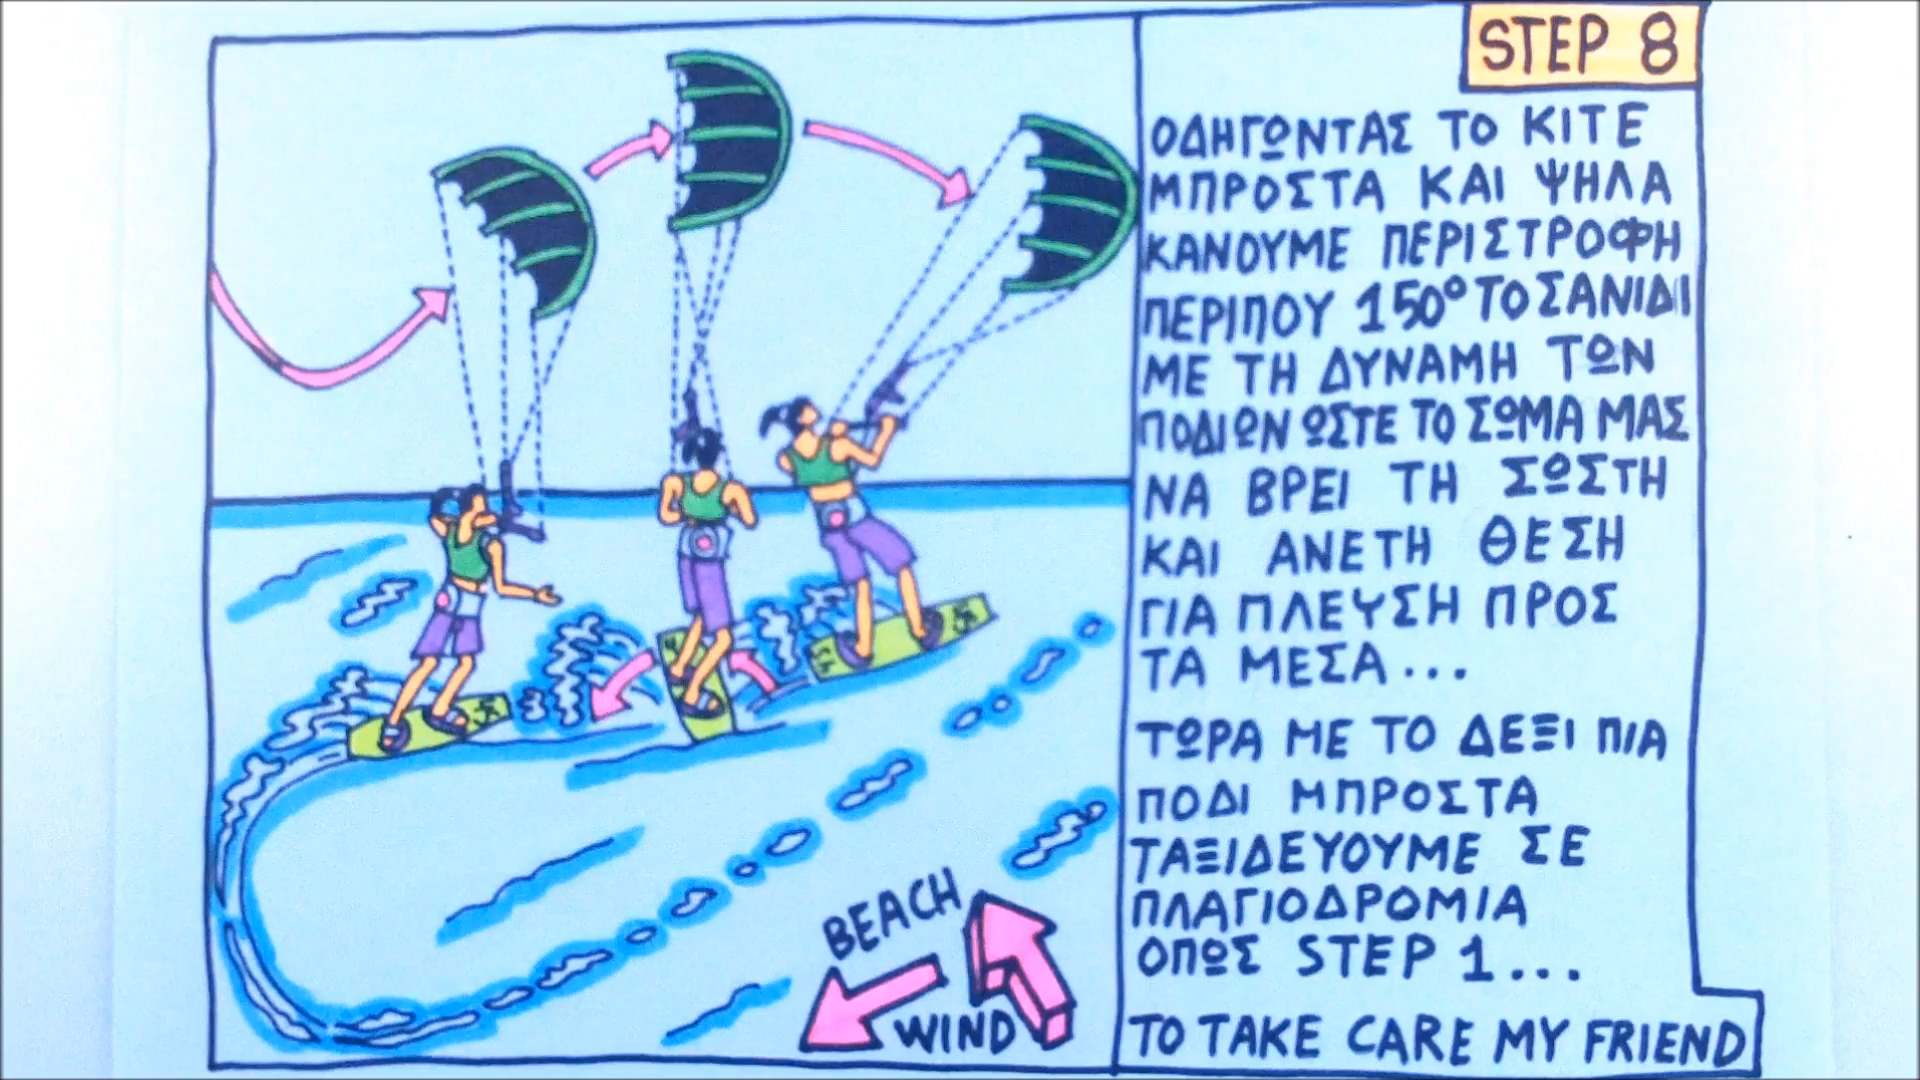 STEP 8
ΟΔΗΓΩΝΤΑΣ ΤΟ ΚΙΤΕ
ΜΠΡΟΣΤΑ ΚΑΙ ΨΗΛΑ
ΚΑΝΟΥΜΕ ΠΕΡΙΣΤΡΟΦΗ
ΠΕΡΙΠΟΥ 150° ΤΟ ΣΑΝΙΔΙ
ΜΕ ΤΗ ΔΥΝΑΜΗ ΤΩΝ
ΠΟΔΙΩΝ ΩΣΤΕ ΤΟ ΣΩΜΑ ΜΑΣ
ΝΑ ΒΡΕΙ ΤΗ ΣΩΣΤΗ
ΚΑΙ ΑΝΕΤΗ ΘΕΣΗ
ΓΙΑ ΠΛΕΥΣΗ ΠΡΟΣ
ΤΑ ΜΕΣΑ...
ΤΩΡΑ ΜΕ ΤΟ ΔΕΞΙ ΠΙΑ
ΠΟΔΙ ΜΠΡΟΣΤΑ
ΤΑΞΙΔΕΥΟΥΜΕ ΣΕ
ΠΛΑΓΙΟΔΡΟΜΙΑ
ΟΠΩΣ STEP 1...
TO TAKE CARE MY FRIEND
BEACH
WIND